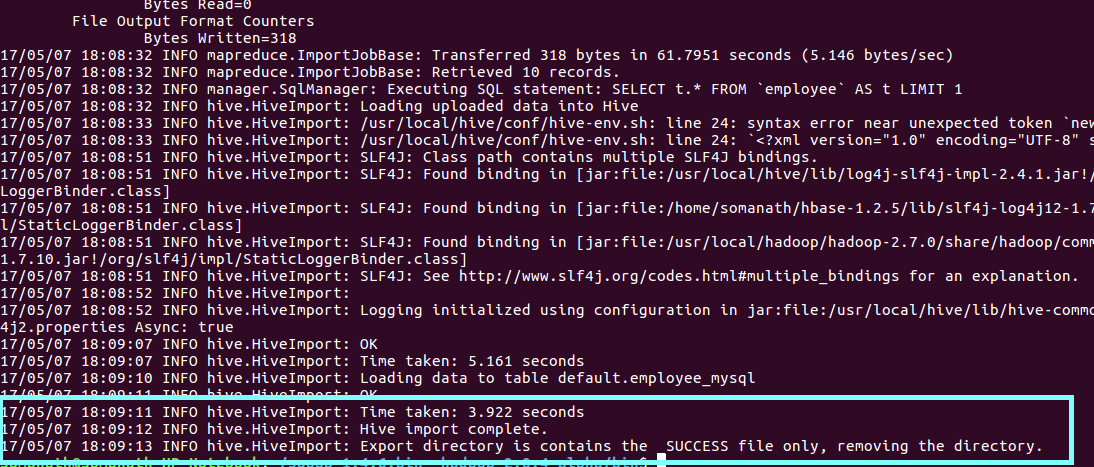 Bytes Read=0
File Output Format Counters
Bytes Written=318
17/05/07 18:08:32 INFO mapreduce.ImportJobBase: Transferred 318 bytes in 61.7951 seconds (5.146 bytes/sec)
17/05/07 18:08:32 INFO mapreduce.ImportJobBase: Retrieved 10 records.
17/05/07 18:08:32 INFO manager.SqlManager: Executing SQL statement: SELECT t.* FROM `employee` AS t LIMIT 1
17/05/07 18:08:32 INFO hive.HiveImport: Loading uploaded data into Hive
17/05/07 18:08:33 INFO hive.HiveImport: /usr/local/hive/conf/hive-env.sh: line 24: syntax error near unexpected token `new
17/05/07 18:08:33 INFO hive.HiveImport: /usr/local/hive/conf/hive-env.sh: line 24: `<?xml version="1.0" encoding="UTF-8" s
17/05/07 18:08:51 INFO hive.HiveImport: SLF4J: Class path contains multiple SLF4J bindings.
17/05/07 18:08:51 INFO hive.HiveImport: SLF4J: Found binding in [jar:file:/usr/local/hive/lib/log4j-slf4j-impl-2.4.1.jar!/
LoggerBinder.class]
17/05/07 18:08:51 INFO hive.HiveImport: SLF4J: Found binding in [jar:file:/home/somanath/hbase-1.2.5/lib/slf4j-log4j12-1.7
l/StaticLoggerBinder.class]
17/05/07 18:08:51 INFO hive.HiveImport: SLF4J: Found binding in [jar:file:/usr/local/hadoop/hadoop-2.7.0/share/hadoop/comm
1.7.10.jar!/org/slf4j/impl/StaticLoggerBinder.class]
17/05/07 18:08:51 INFO hive.HiveImport: SLF4J: See http://www.slf4j.org/codes.html#multiple_bindings for an explanation.
17/05/07 18:08:52 INFO hive.HiveImport:
17/05/07 18:08:52 INFO hive.HiveImport: Logging initialized using configuration in jar:file:/usr/local/hive/lib/hive-commo
4j2.properties Async: true
17/05/07 18:09:07 INFO hive.HiveImport: OK
17/05/07 18:09:07 INFO hive.HiveImport: Time taken: 5.161 seconds
17/05/07 18:09:10 INFO hive.HiveImport: Loading data to table default.employee_mysql
17/05/07 18:09:11 INFO hive.HiveImport: OK
17/05/07 18:09:11 INFO hive.HiveImport: Time taken: 3.922 seconds
17/05/07 18:09:12 INFO hive.HiveImport: Hive import complete.
17/05/07 18:09:13 INFO hive.HiveImport: Export directory is contains the _SUCCESS file only, removing the directory.